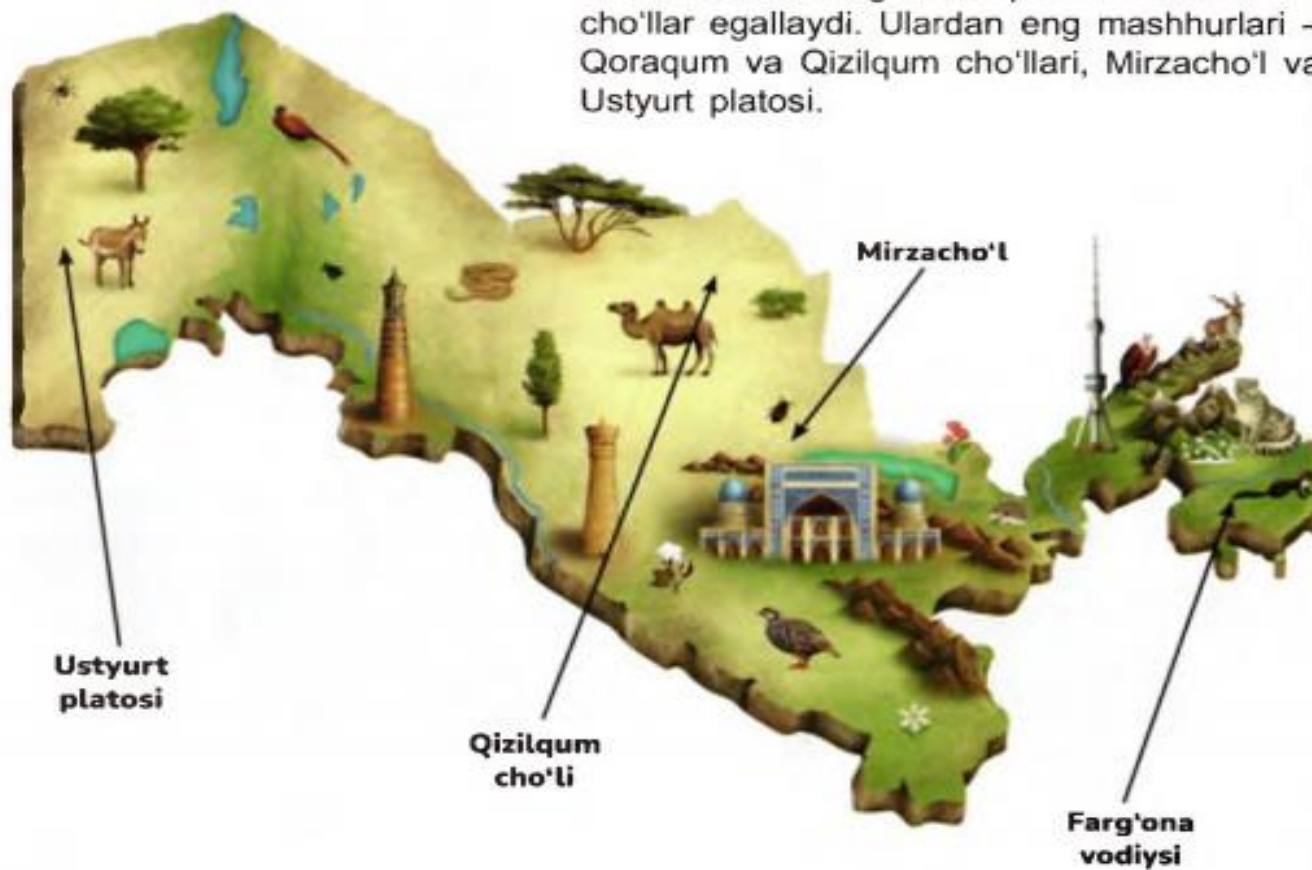 cho‘llar egallaydi. Ulardan eng mashhurlari –
Qoraqum va Qizilqum cho‘llari, Mirzacho‘l va
Ustyurt platosi.
Mirzacho‘l
Ustyurt
platosi
Qizilqum
cho‘li
Farg‘ona
vodiysi